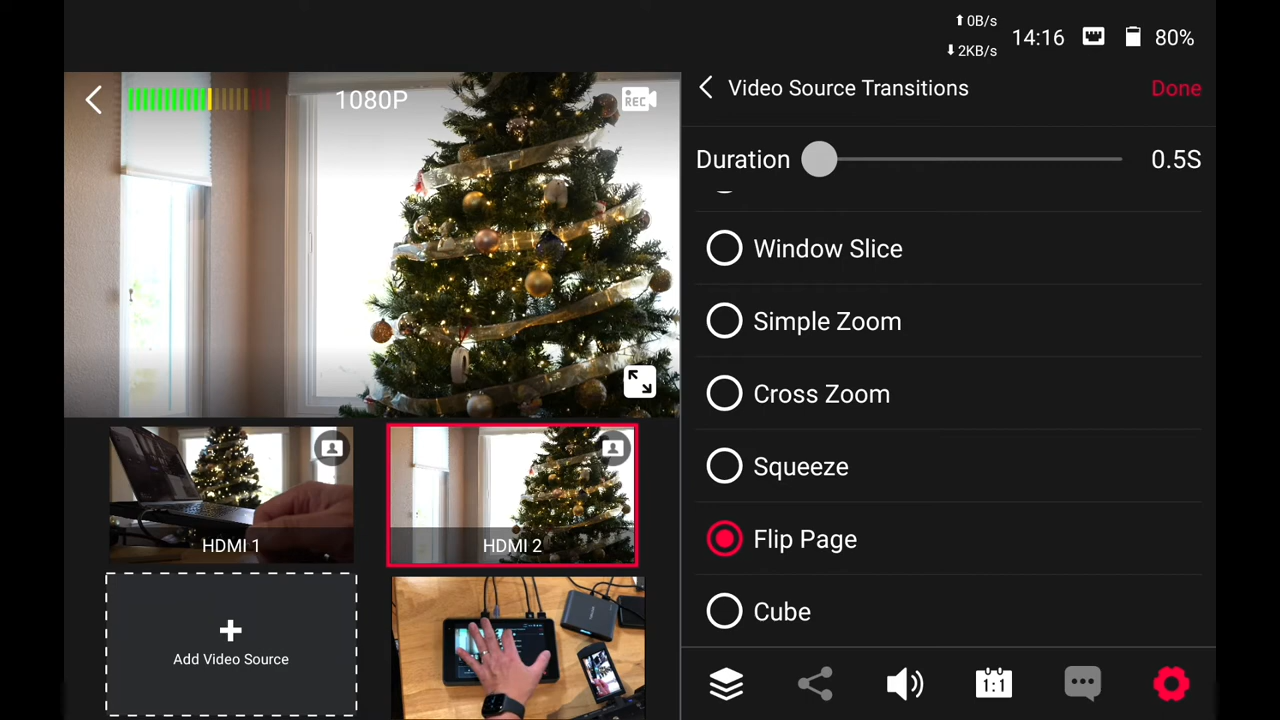 0B/s
2KB/s
14:16
80%
1080P
REC
Video Source Transitions
Done
Duration
0.5S
Window Slice
Simple Zoom
Cross Zoom
Squeeze
Flip Page
Cube
HDMI 1
HDMI 2
+
Add Video Source
1:1